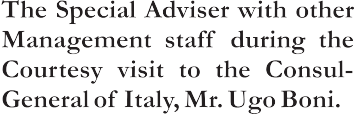 The Special Adviser with other
Management staff during the
Courtesy visit to the Consul-
General of Italy, Mr. Ugo Boni.